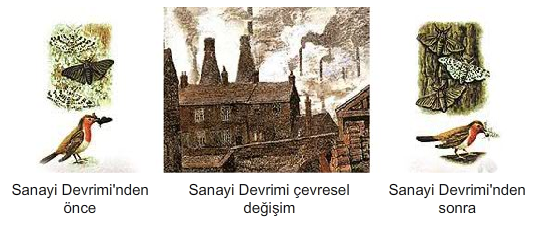 Sanayi Devrimi'nden
önce
Sanayi Devrimi çevresel
değişim
Sanayi Devrimi'nden
sonra